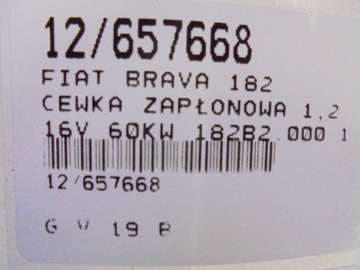 12/657668
FIAT BRAVA 182
CEWKA ZAPŁONOWA 1,2
16V 60KW 182B2.000 1
12/657668
G V 19 B